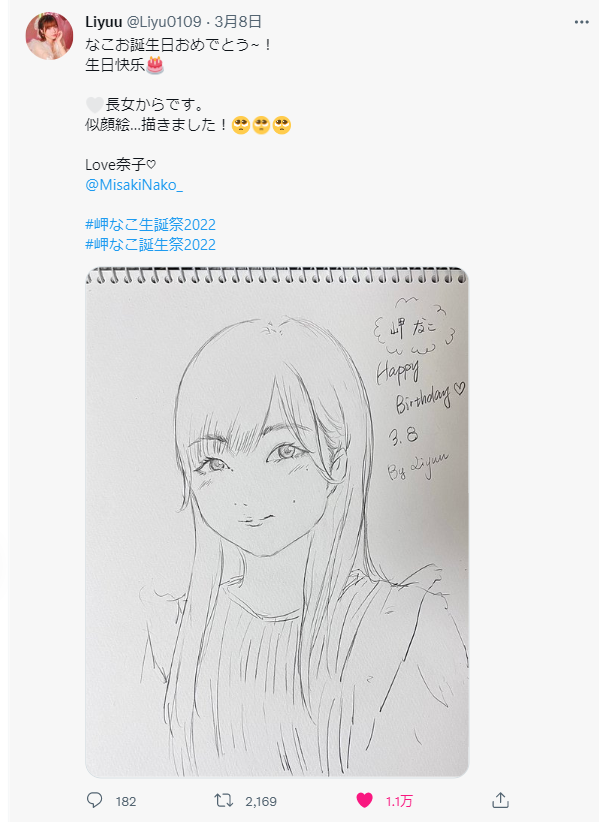 Liyuu @Liyu0109 · 3月8日
なこお誕生日おめでとう~！
生日快乐🎂
🤍長女からです。
似顔絵...描きました！🥺🥺🥺
Love奈子♡
@MisakiNako_
#岬なこ生誕祭2022
#岬なこ誕生祭2022
岬 なこ
Happy
Birthday♡
3.8
By Liyuu
182
2,169
1.1万